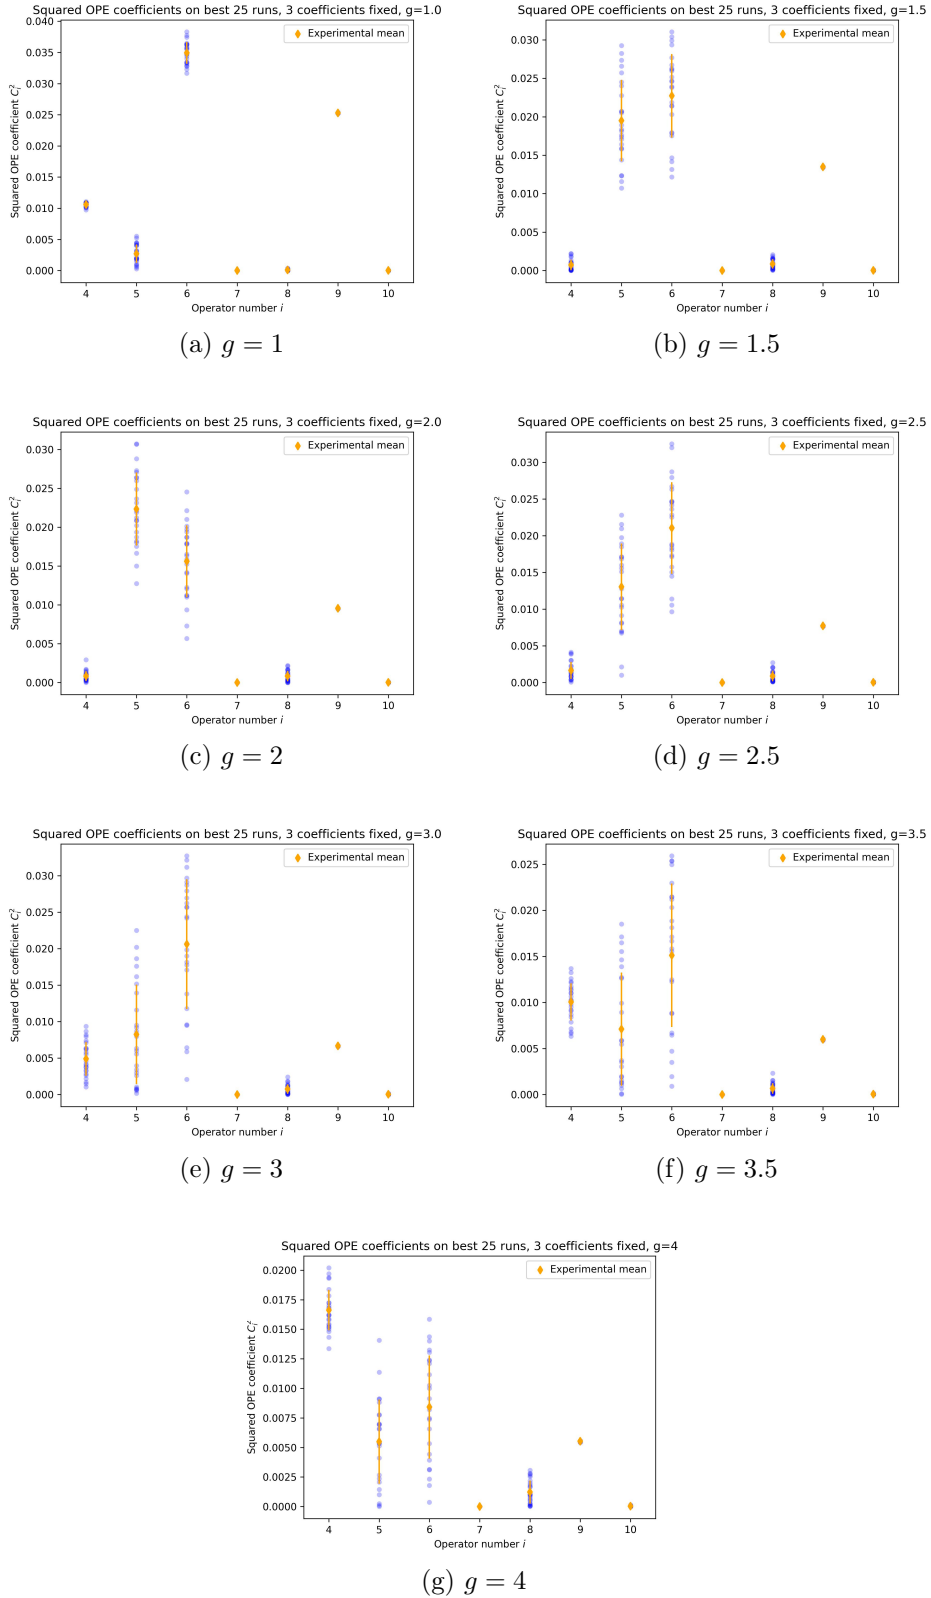 Squared OPE coefficients on best 25 runs, 3 coefficients fixed, g=1.0
Experimental mean
Squared OPE coefficient $C_i^2$
0.040
0.035
0.030
0.025
0.020
0.015
0.010
0.005
0.000
4 5 6 7 8 9 10
Operator number i
(a) g = 1
Squared OPE coefficients on best 25 runs, 3 coefficients fixed, g=1.5
Experimental mean
Squared OPE coefficient $C_i^2$
0.030
0.025
0.020
0.015
0.010
0.005
0.000
4 5 6 7 8 9 10
Operator number i
(b) g = 1.5
Squared OPE coefficients on best 25 runs, 3 coefficients fixed, g=2.0
Experimental mean
Squared OPE coefficient $C_i^2$
0.030
0.025
0.020
0.015
0.010
0.005
0.000
4 5 6 7 8 9 10
Operator number i
(c) g = 2
Squared OPE coefficients on best 25 runs, 3 coefficients fixed, g=2.5
Experimental mean
Squared OPE coefficient $C_i^2$
0.030
0.025
0.020
0.015
0.010
0.005
0.000
4 5 6 7 8 9 10
Operator number i
(d) g = 2.5
Squared OPE coefficients on best 25 runs, 3 coefficients fixed, g=3.0
Experimental mean
Squared OPE coefficient $C_i^2$
0.030
0.025
0.020
0.015
0.010
0.005
0.000
4 5 6 7 8 9 10
Operator number i
(e) g = 3
Squared OPE coefficients on best 25 runs, 3 coefficients fixed, g=3.5
Experimental mean
Squared OPE coefficient $C_i^2$
0.025
0.020
0.015
0.010
0.005
0.000
4 5 6 7 8 9 10
Operator number i
(f) g = 3.5
Squared OPE coefficients on best 25 runs, 3 coefficients fixed, g=4
Experimental mean
Squared OPE coefficient $C_i^2$
0.0200
0.0175
0.0150
0.0125
0.0100
0.0075
0.0050
0.0025
0.0000
4 5 6 7 8 9 10
Operator number i
(g) g = 4